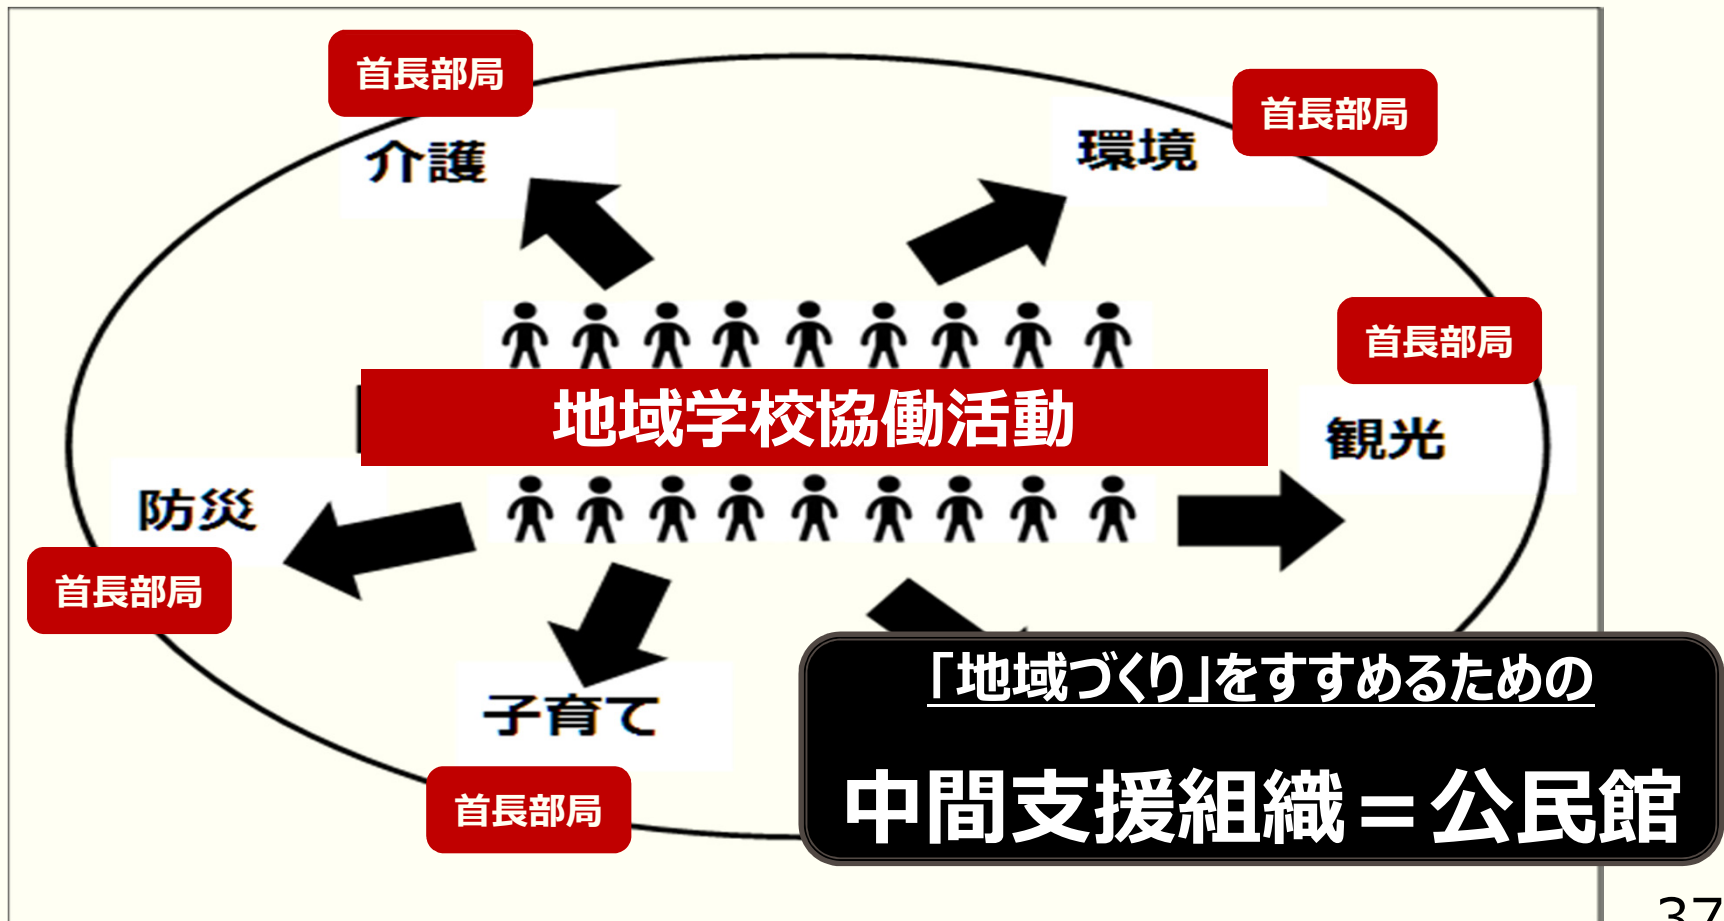 首長部局
首長部局
介護
環境
首長部局
地域学校協働活動
観光
防災
首長部局
「地域づくり」をすすめるための
子育て
中間支援組織＝公民館
首長部局
37